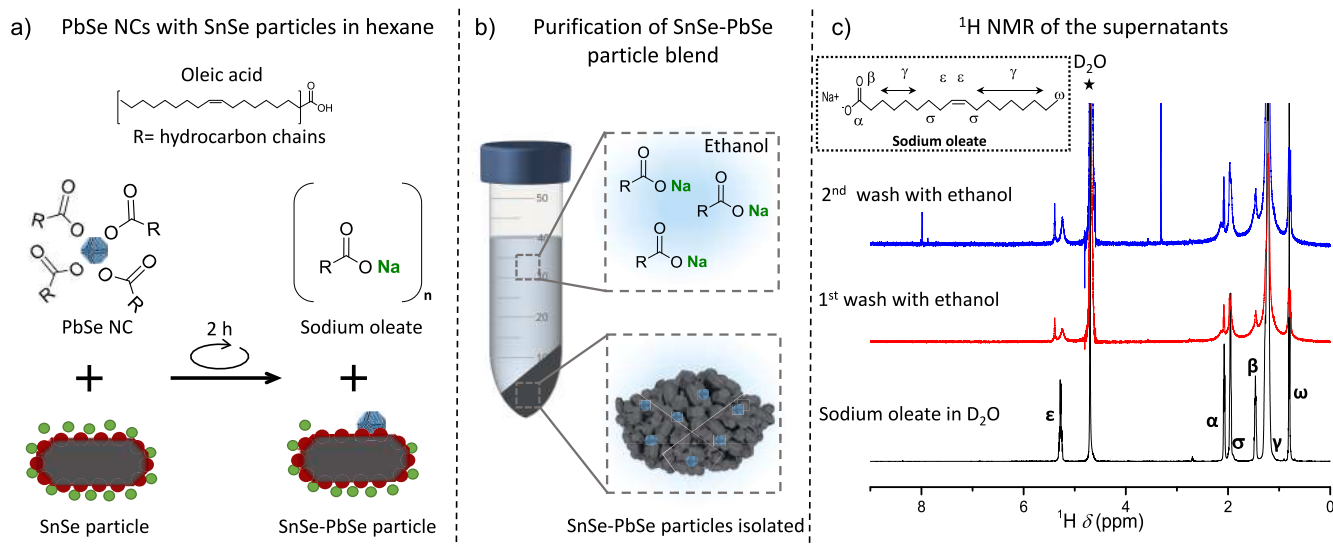 a) PbSe NCs with SnSe particles in hexane
Oleic acid
O
OH
R= hydrocarbon chains
O
R
O
O
O
R
O
R
O
O
O
R
PbSe NC
O
R
O Na
n
Sodium oleate
2 h
+
+
SnSe particle
SnSe-PbSe particle
b) Purification of SnSe-PbSe
particle blend
50
40
30
20
10
Ethanol
O
R
O Na
O
R
O Na
O
R
O Na
SnSe-PbSe particles isolated
c) ¹H NMR of the supernatants
D₂O
★
β γ ε ε γ
O
Na+
-O
α σ σ ω
Sodium oleate
2nd wash with ethanol
1st wash with ethanol
Sodium oleate in D₂O
ε α σ β γ ω
8 6 4 2 0
¹H δ (ppm)